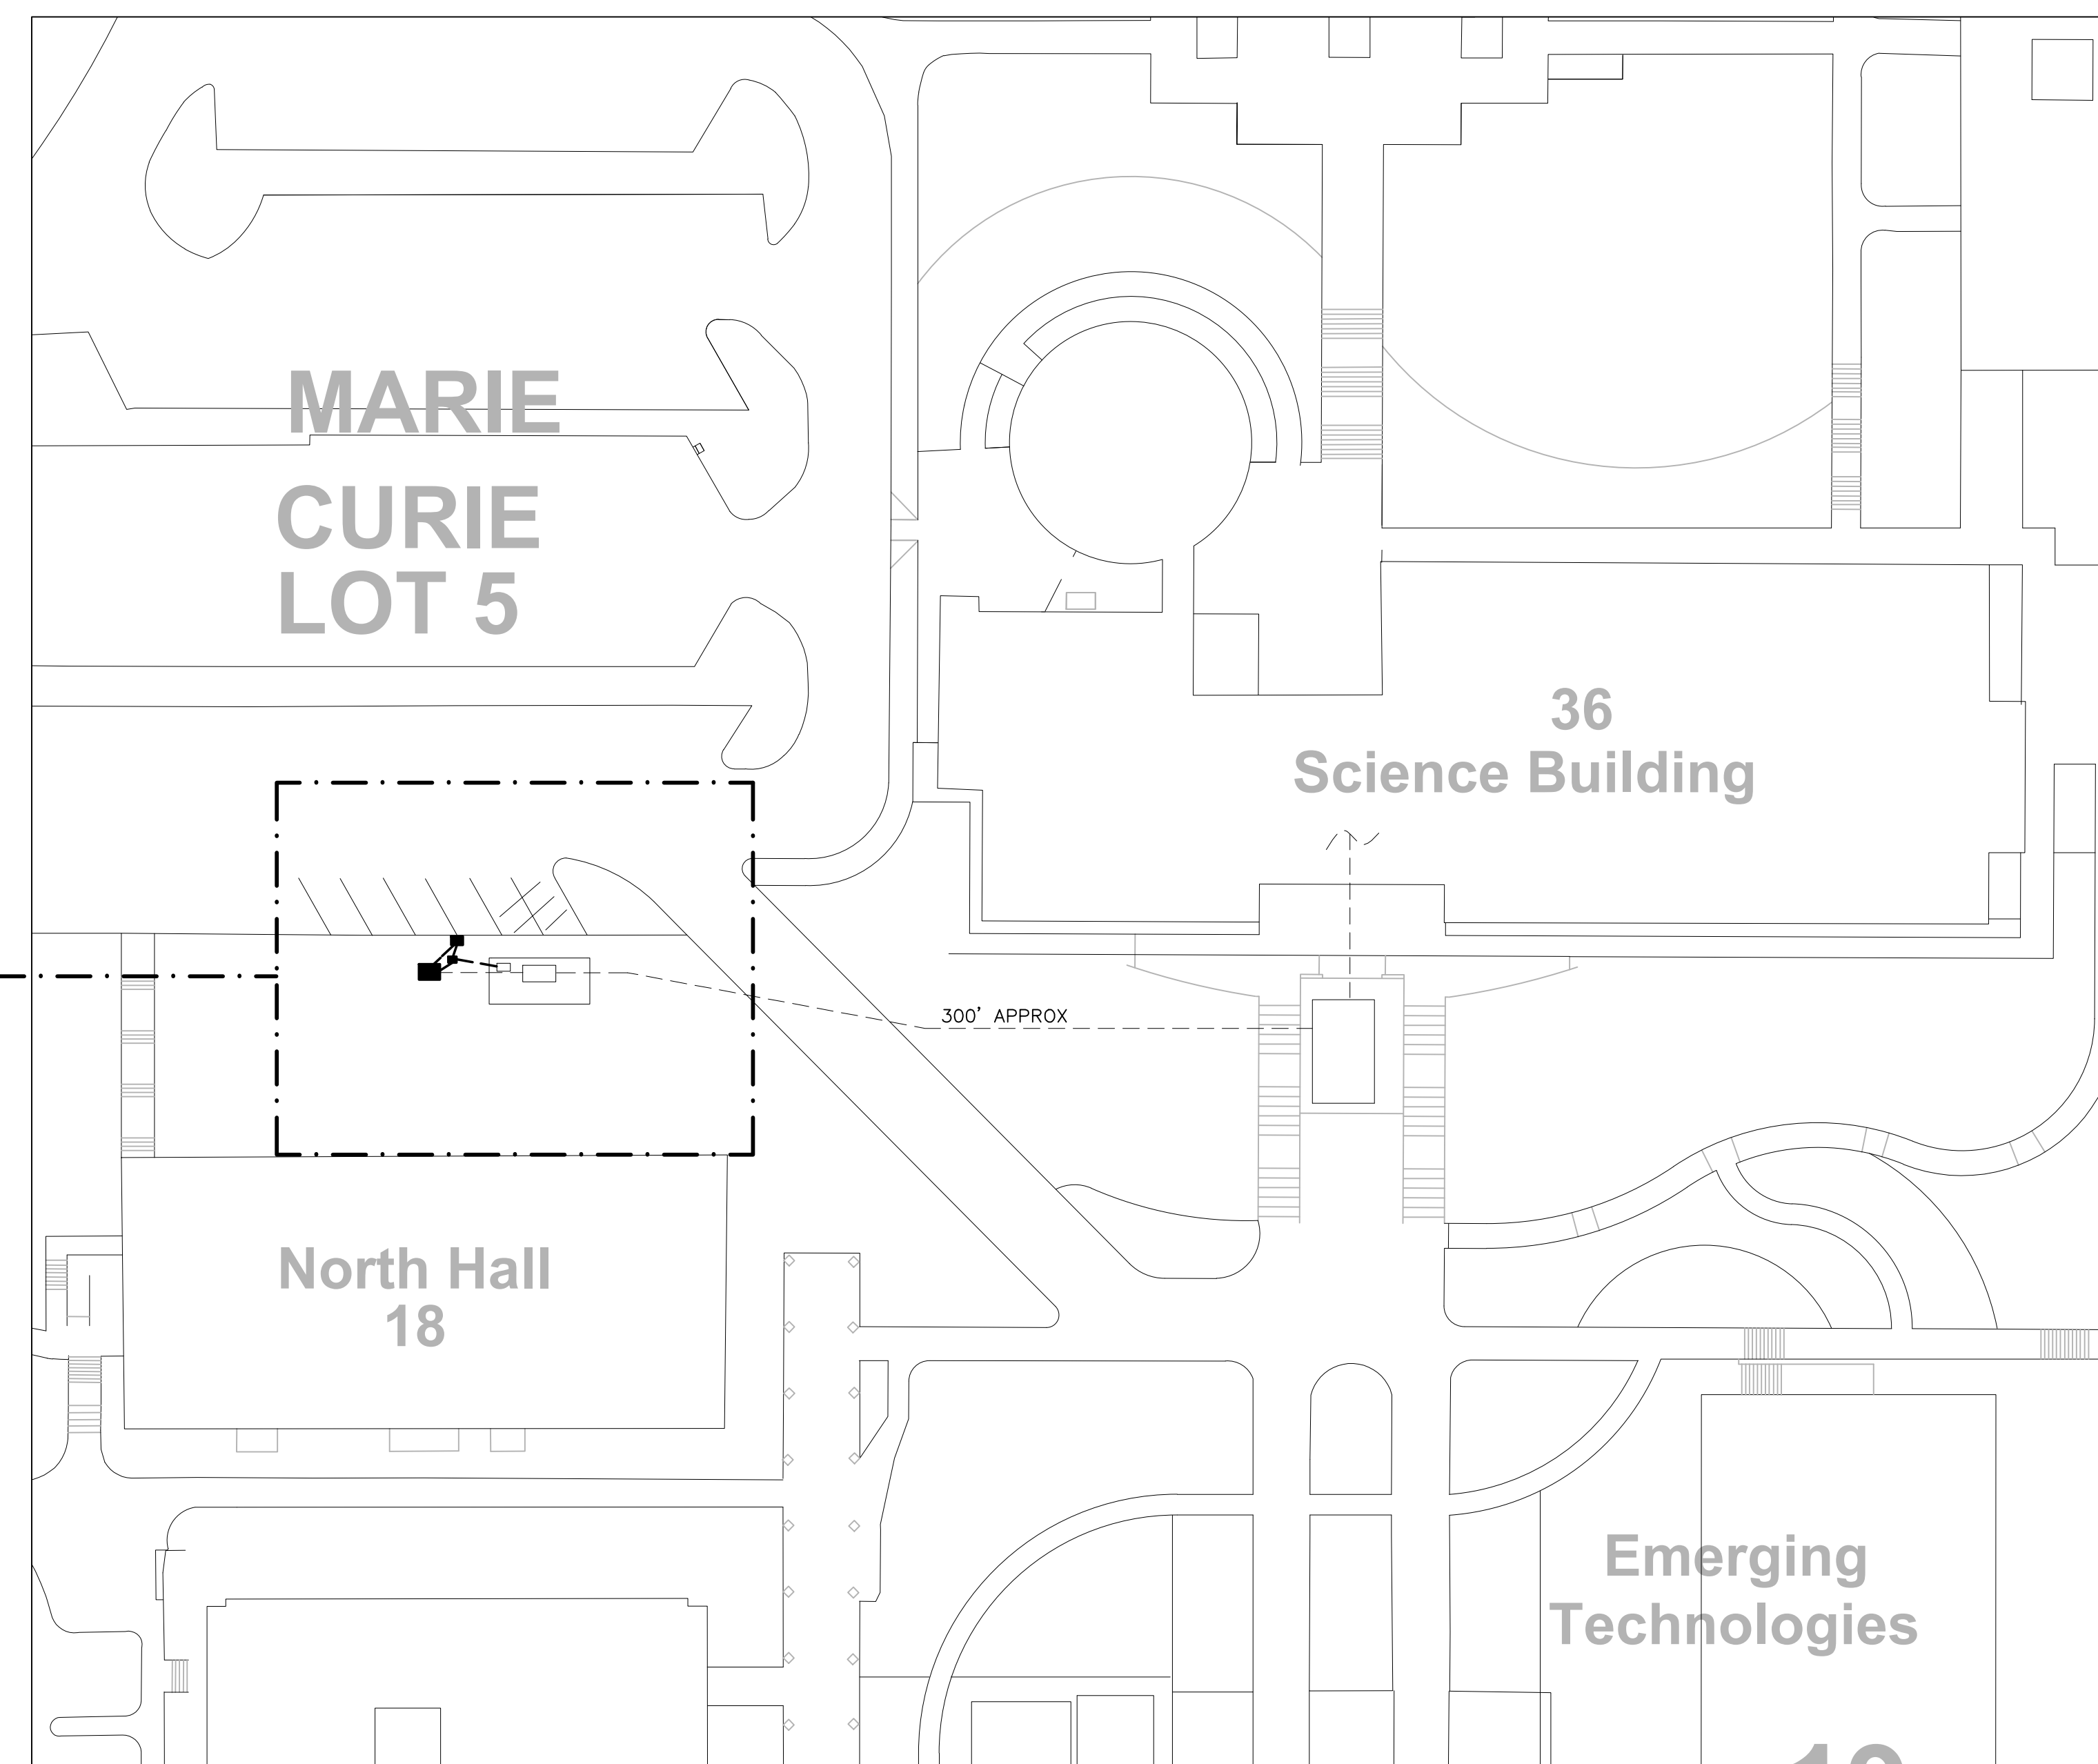 MARIE
CURIE
LOT 5
36
Science Building
300' APPROX
North Hall
18
Emerging
Technologies